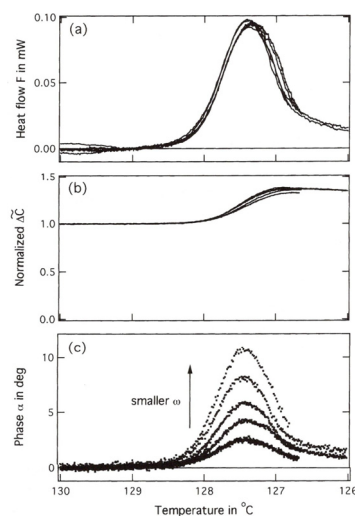 (a)
Heat flow F in mW
0.10
0.05
0.00
(b)
Normalized ΔC̃
1.5
1.0
0.5
0.0
(c)
Phase α in deg
10
5
0
smaller ω
130 129 128 127 126
Temperature in °C